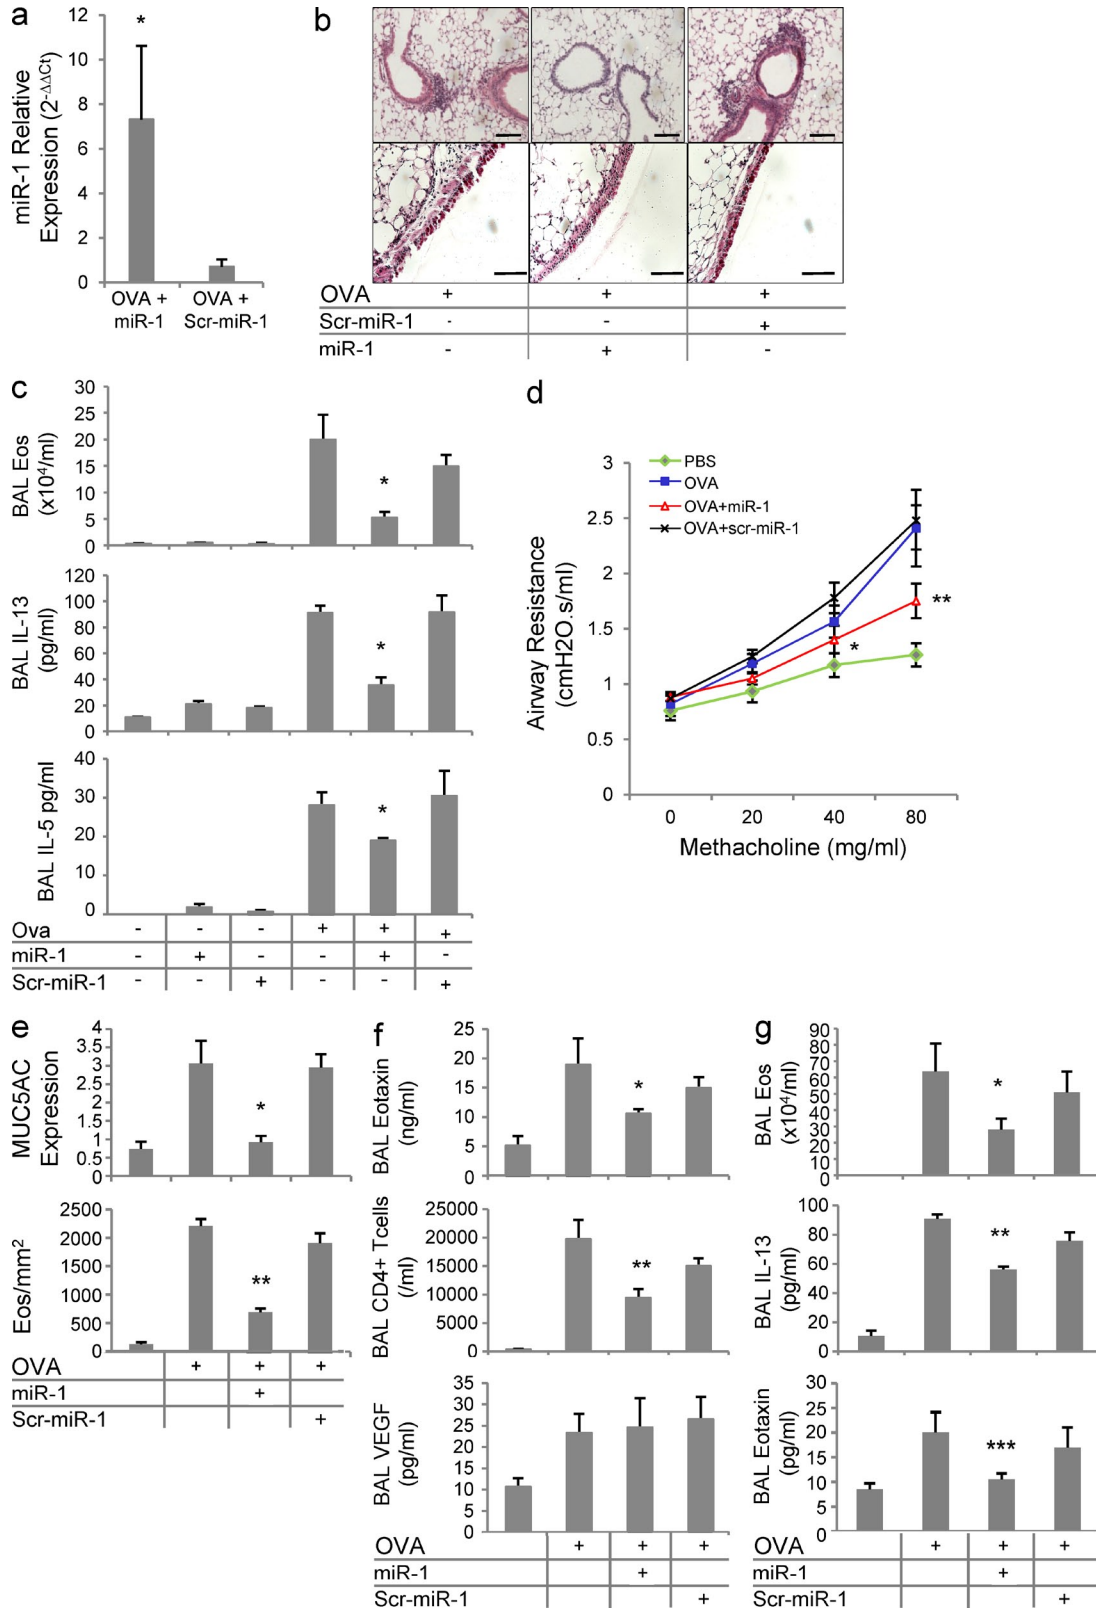 a
miR-1 Relative
Expression (2-ΔΔCt)
12
10
8
6
4
2
0
*
OVA +
miR-1
OVA +
Scr-miR-1
b
OVA + + +
Scr-miR-1 - - +
miR-1 - + -
c
BAL Eos
(x10⁴/ml)
30
25
20
15
10
5
0
*
BAL IL-13
(pg/ml)
120
100
80
60
40
20
0
*
BAL IL-5 pg/ml
40
30
20
10
0
*
Ova - - - + + +
miR-1 - + - - + -
Scr-miR-1 - - + - - +
d
PBS
OVA
OVA+miR-1
OVA+scr-miR-1
Airway Resistance
(cmH2O.s/ml)
3
2.5
2
1.5
1
0.5
0
*
**
0 20 40 80
Methacholine (mg/ml)
e
MUC5AC
Expression
4
3.5
3
2.5
2
1.5
1
0.5
0
*
Eos/mm²
2500
2000
1500
1000
500
0
**
OVA + + +
miR-1 +
Scr-miR-1 +
f
BAL Eotaxin
(ng/ml)
25
20
15
10
5
0
*
BAL CD4+ Tcells
(/ml)
25000
20000
15000
10000
5000
0
**
BAL VEGF
(pg/ml)
35
30
25
20
15
10
5
0
OVA + + +
miR-1 +
Scr-miR-1 +
g
BAL Eos
(x10⁴/ml)
90
80
70
60
50
40
30
20
10
0
*
BAL IL-13
(pg/ml)
100
80
60
40
20
0
**
BAL Eotaxin
(pg/ml)
30
25
20
15
10
5
0
***
OVA + + +
miR-1 +
Scr-miR-1 +